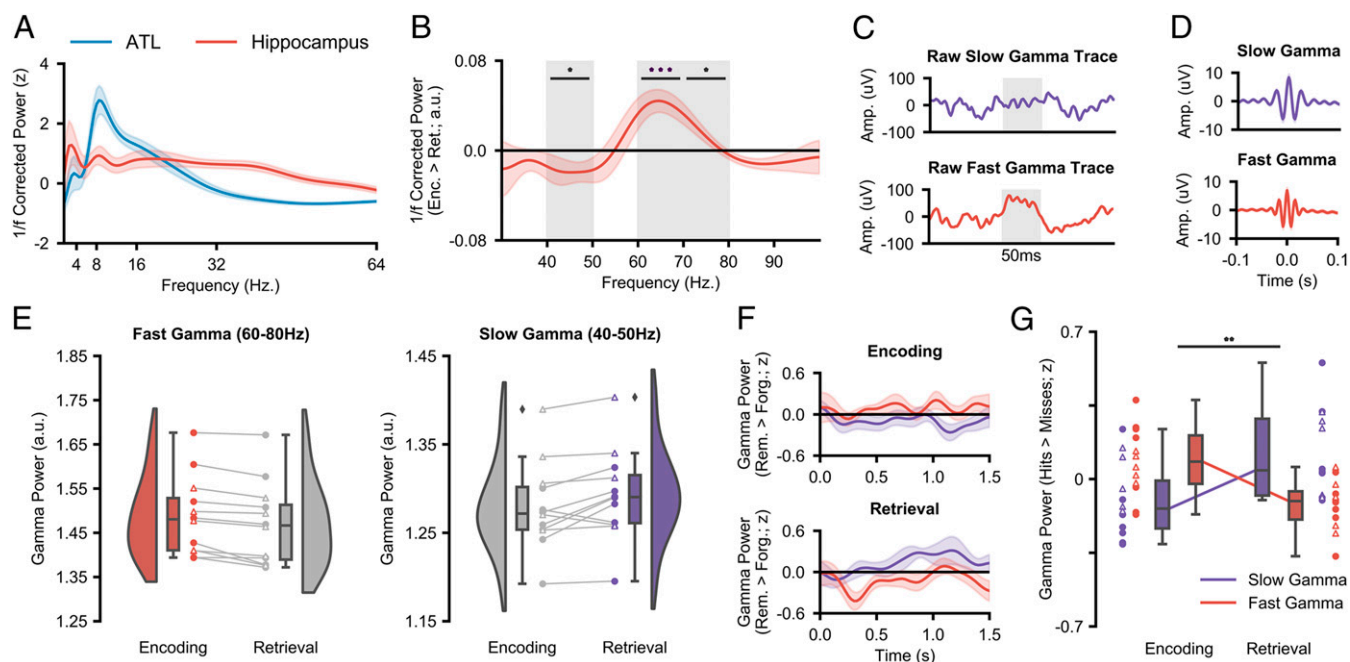 A
ATL
Hippocampus
1/f Corrected Power (z)
4
2
0
-2
4 8 16 32 64
Frequency (Hz.)
B
1/f Corrected Power
(Enc. > Ret.; a.u.)
0.08
0.0
-0.08
*
***
*
40 50 60 70 80 90
Frequency (Hz.)
C
Raw Slow Gamma Trace
Amp. (uV)
100
0
-100
Raw Fast Gamma Trace
Amp. (uV)
100
0
-100
50ms
D
Slow Gamma
Amp. (uV)
10
0
-10
Fast Gamma
Amp. (uV)
10
0
-10
-0.1 0.0 0.1
Time (s)
E
Fast Gamma (60-80Hz)
Gamma Power (a.u.)
1.85
1.75
1.65
1.55
1.45
1.35
1.25
Encoding Retrieval
Slow Gamma (40-50Hz)
Gamma Power (a.u.)
1.45
1.35
1.25
1.15
Encoding Retrieval
F
Encoding
Gamma Power
(Rem. > Forg.; z)
0.6
0.0
-0.6
0.0 0.5 1.0 1.5
Retrieval
Gamma Power
(Rem. > Forg.; z)
0.6
0.0
-0.6
0.0 0.5 1.0 1.5
Time (s)
G
Gamma Power (Hits > Misses; z)
0.7
0
-0.7
**
Slow Gamma
Fast Gamma
Encoding Retrieval